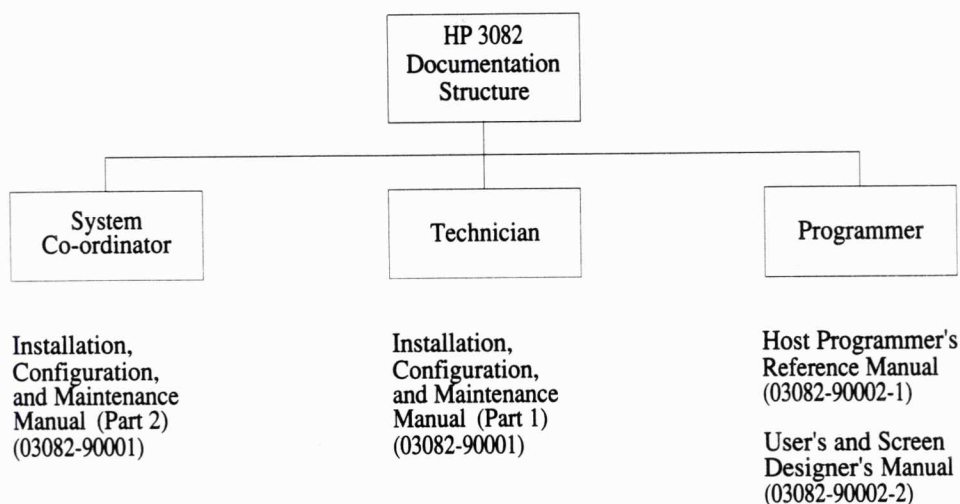 HP 3082
Documentation
Structure
System
Co-ordinator
Technician
Programmer
Installation,
Configuration,
and Maintenance
Manual (Part 2)
(03082-90001)
Installation,
Configuration,
and Maintenance
Manual (Part 1)
(03082-90001)
Host Programmer's
Reference Manual
(03082-90002-1)
User's and Screen
Designer's Manual
(03082-90002-2)